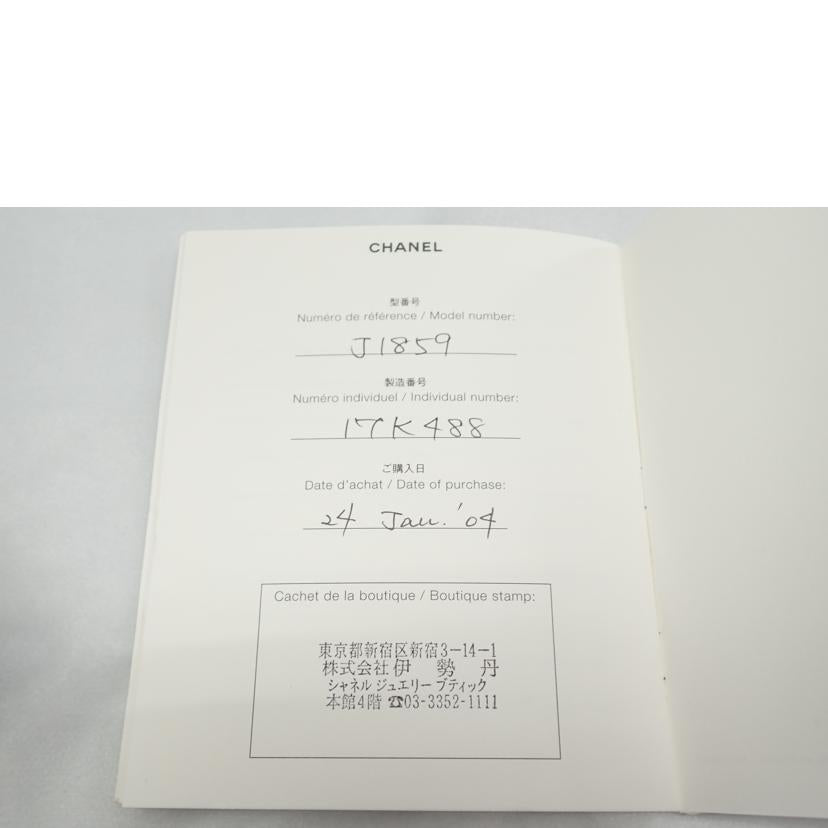 CHANEL
型番号
Numéro de référence / Model number:
J1859
製造番号
Numéro individuel / Individual number:
17K488
ご購入日
Date d'achat / Date of purchase:
24 Jan. '04
Cachet de la boutique / Boutique stamp:
東京都新宿区新宿3-14-1
株式会社 伊 勢 丹
シャネル ジュエリー ブティック
本館4階 ☎03-3352-1111